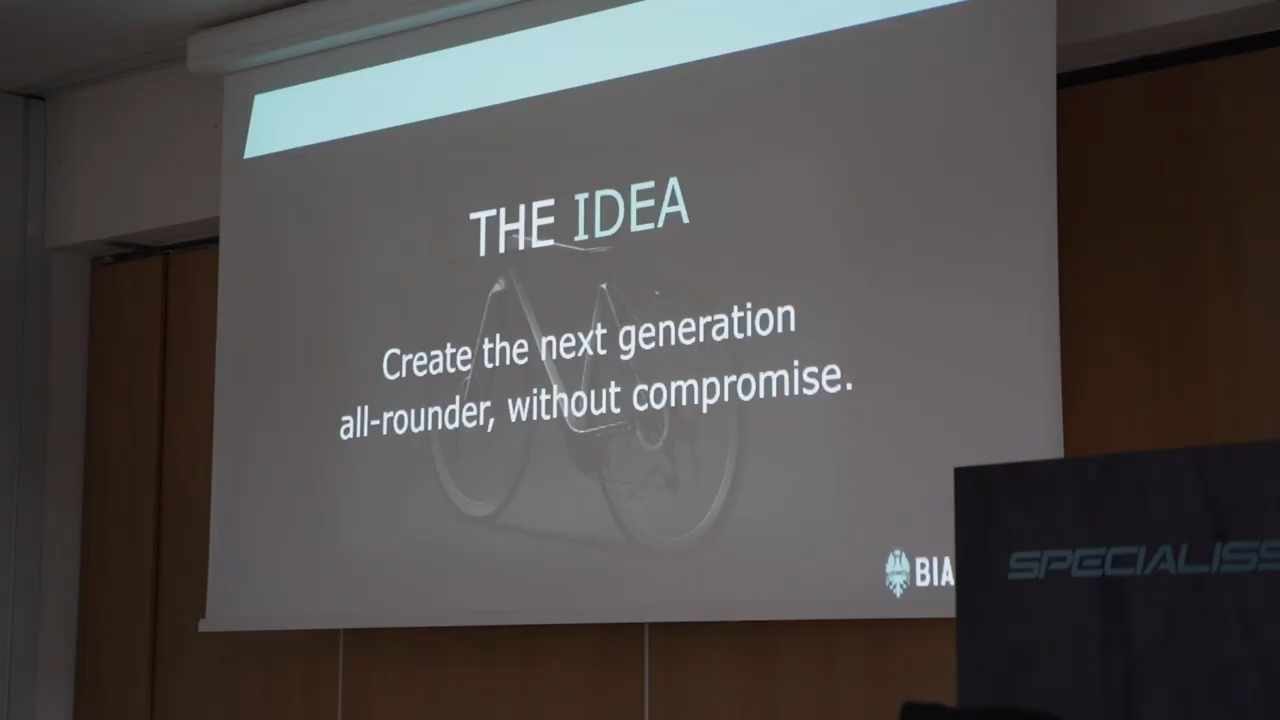 THE IDEA
Create the next generation
all-rounder, without compromise.
BIA
SPECIALISS